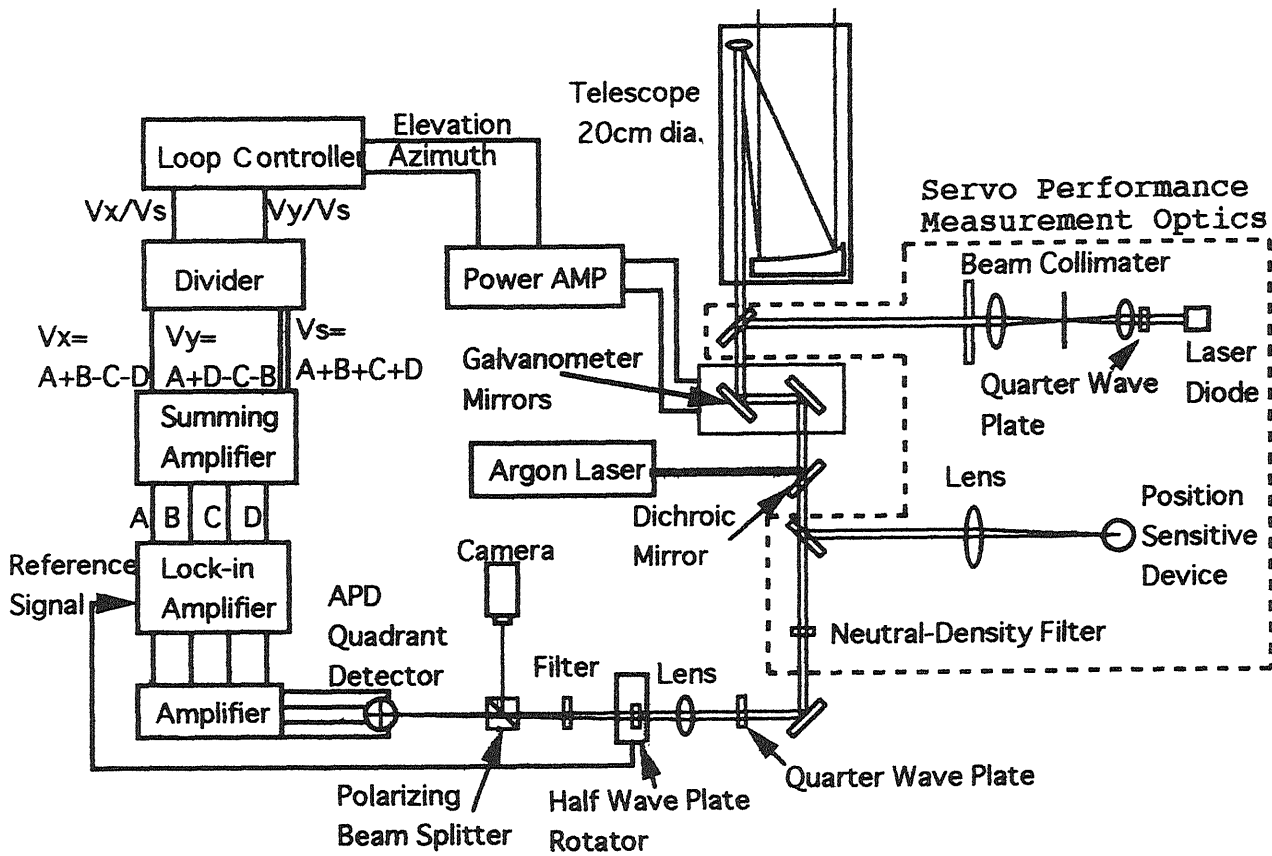 Telescope
20cm dia.
Elevation
Azimuth
Loop Controller
Vx/Vs
Vy/Vs
Servo Performance
Measurement Optics
Divider
Power AMP
Beam Collimater
Vx=
A+B-C-D
Vy=
A+D-C-B
Vs=
A+B+C+D
Galvanometer
Mirrors
Quarter Wave
Plate
Laser
Diode
Summing
Amplifier
Argon Laser
Lens
Position
Sensitive
Device
A B C D
Dichroic
Mirror
Reference
Signal
Lock-in
Amplifier
Camera
APD
Quadrant
Detector
Neutral-Density Filter
Filter
Lens
Amplifier
Polarizing
Beam Splitter
Half Wave Plate
Rotator
Quarter Wave Plate